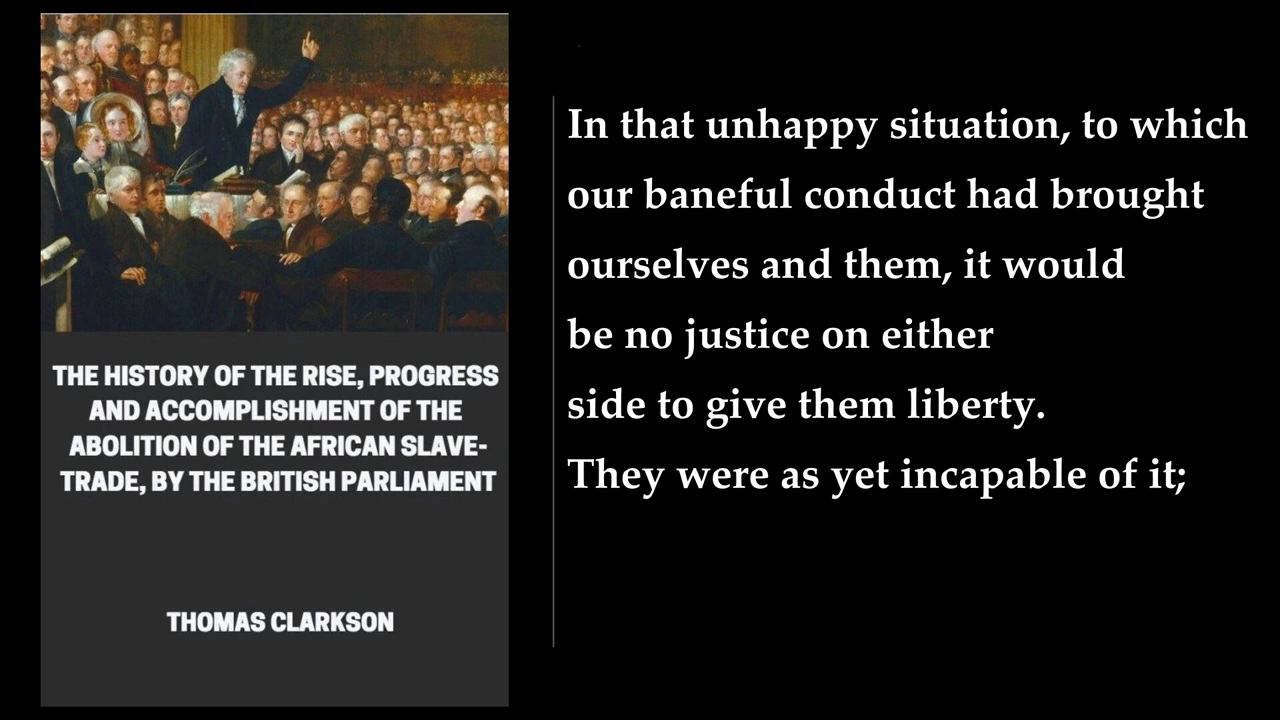 THE HISTORY OF THE RISE, PROGRESS
AND ACCOMPLISHMENT OF THE
ABOLITION OF THE AFRICAN SLAVE-
TRADE, BY THE BRITISH PARLIAMENT
THOMAS CLARKSON
In that unhappy situation, to which
our baneful conduct had brought
ourselves and them, it would
be no justice on either
side to give them liberty.
They were as yet incapable of it;